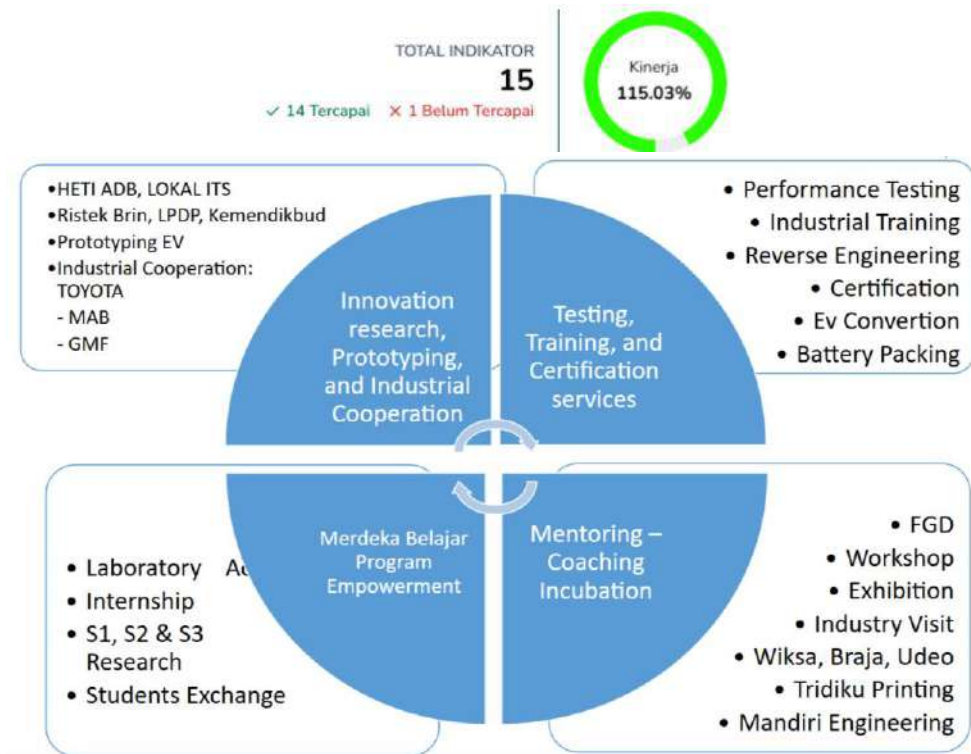 TOTAL INDIKATOR
15
✓ 14 Tercapai ✕ 1 Belum Tercapai
Kinerja
115.03%
•HETI ADB, LOKAL ITS
•Ristek Brin, LPDP, Kemendikbud
•Prototyping EV
•Industrial Cooperation:
TOYOTA
- MAB
- GMF
Innovation
research,
Prototyping,
and Industrial
Cooperation
Testing,
Training, and
Certification
services
• Performance Testing
• Industrial Training
• Reverse Engineering
• Certification
• Ev Convertion
• Battery Packing
• Laboratory
• Internship
• S1, S2 & S3
Research
• Students Exchange
Merdeka Belajar
Program
Empowerment
Mentoring –
Coaching
Incubation
• FGD
• Workshop
• Exhibition
• Industry Visit
• Wiksa, Braja, Udeo
• Tridiku Printing
• Mandiri Engineering